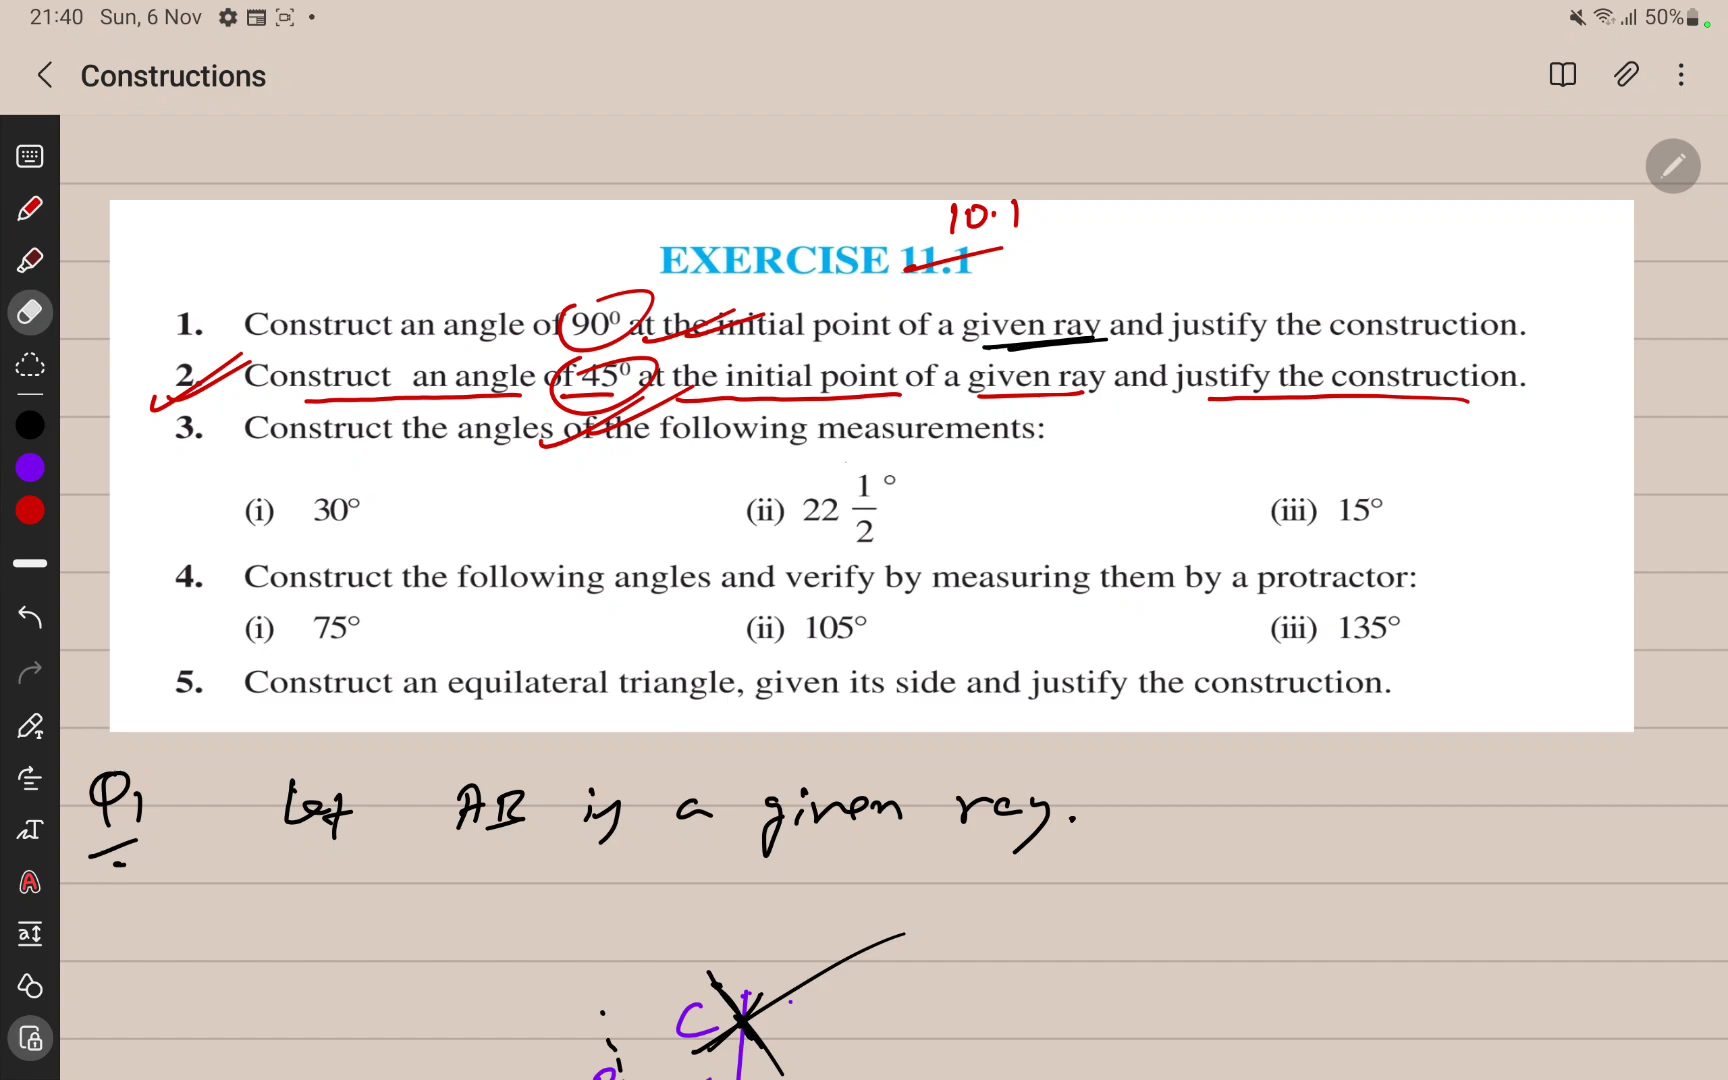 21:40 Sun, 6 Nov
50%
Constructions
10.1
EXERCISE 11.1
1. Construct an angle of 90⁰ at the initial point of a given ray and justify the construction.
2. Construct an angle of 45⁰ at the initial point of a given ray and justify the construction.
3. Construct the angles of the following measurements:
(i) 30° (ii) 22 1/2° (iii) 15°
4. Construct the following angles and verify by measuring them by a protractor:
(i) 75° (ii) 105° (iii) 135°
5. Construct an equilateral triangle, given its side and justify the construction.
Q1 Let AB is a given ray.
C